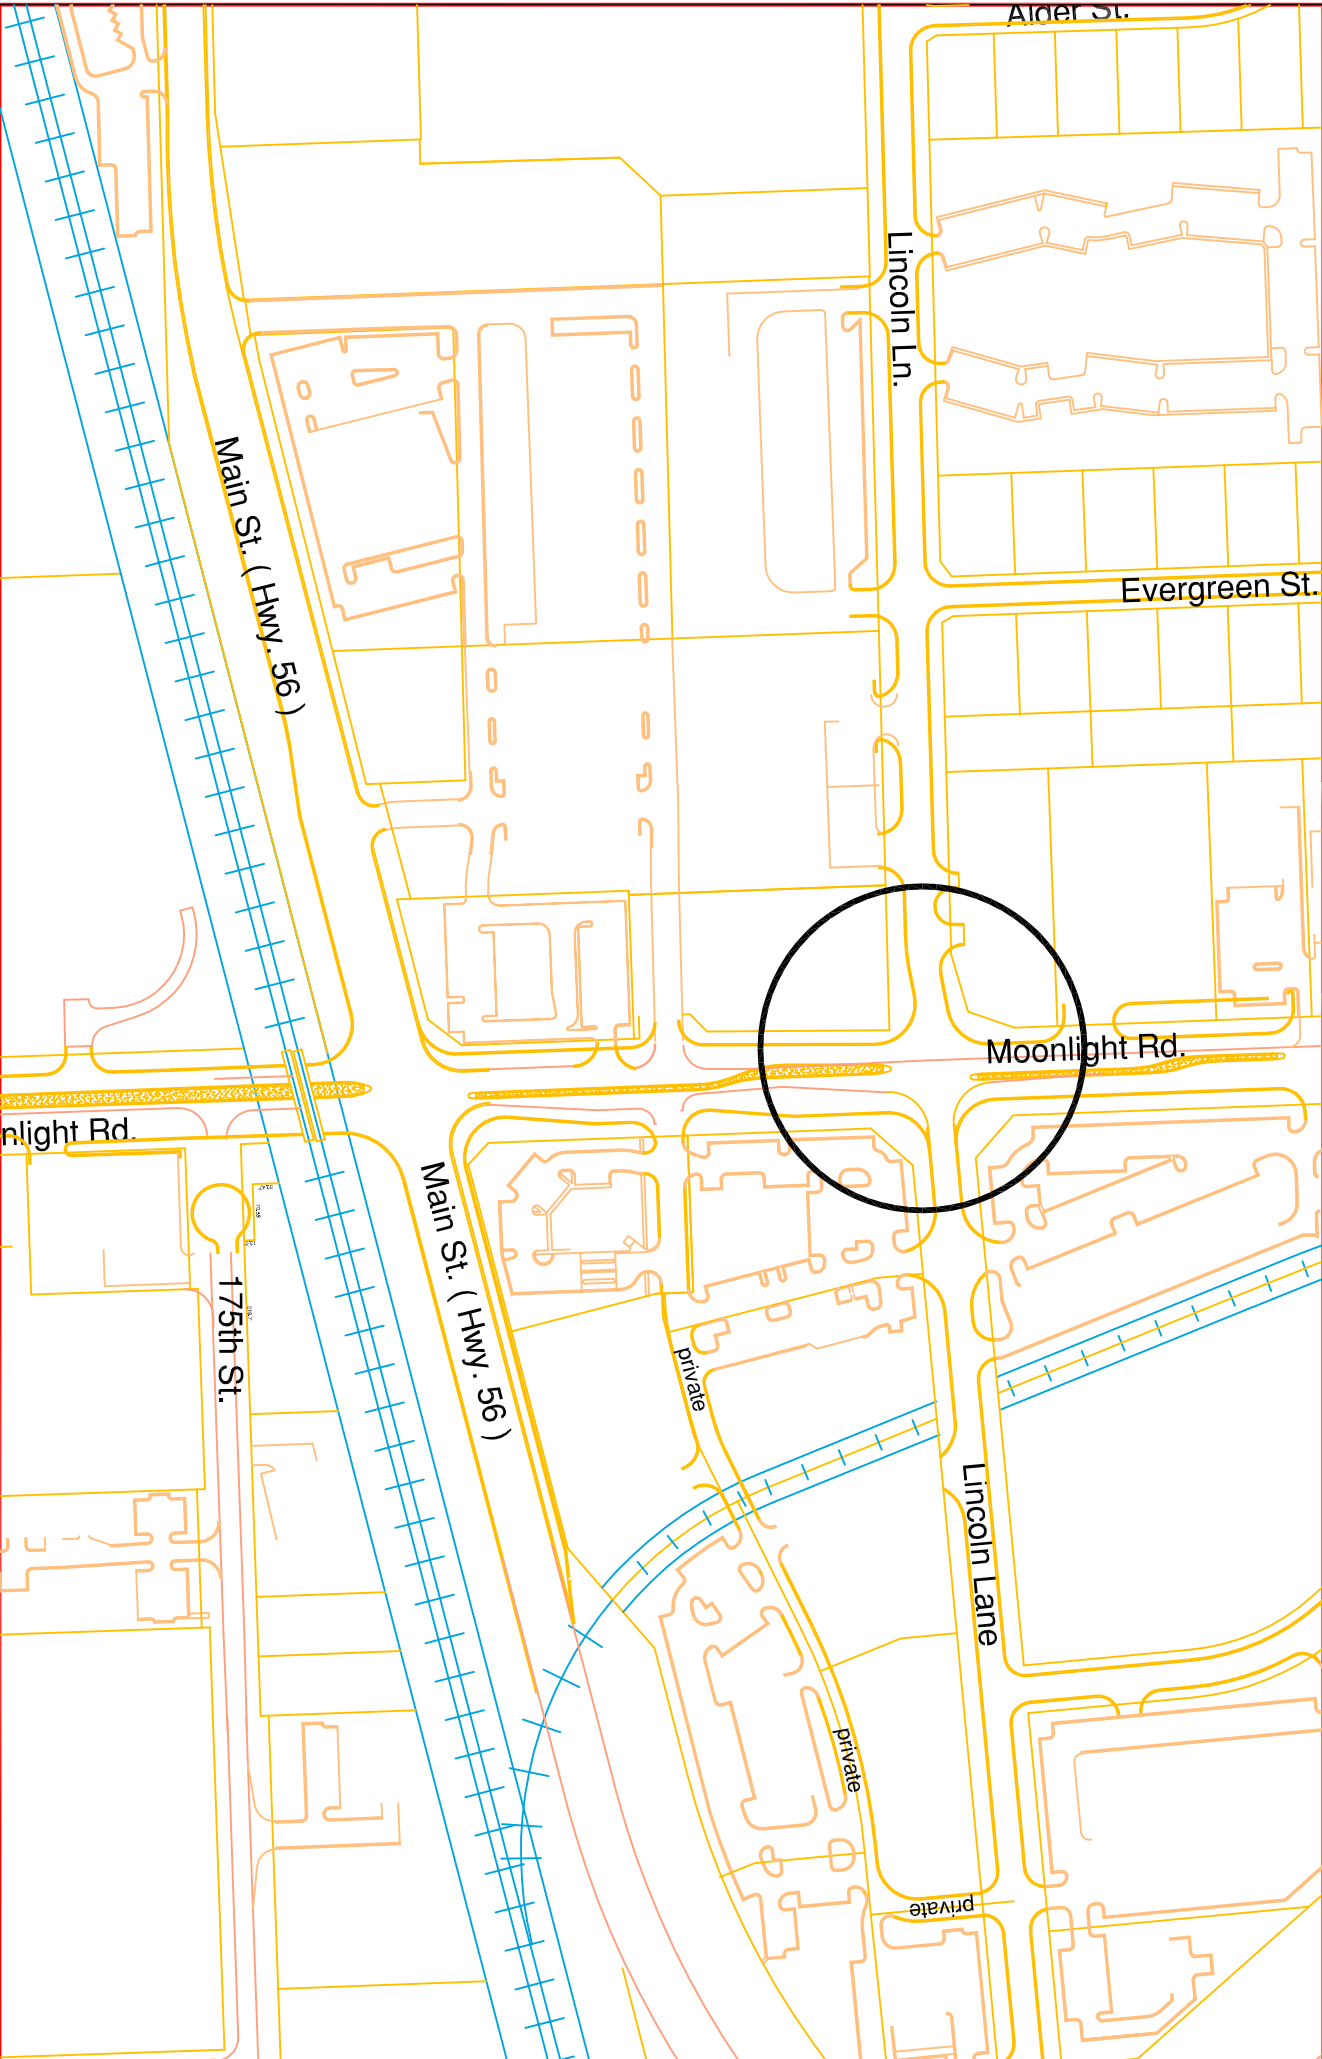 Alder St.
Lincoln Ln.
Main St. ( Hwy. 56 )
Evergreen St.
Moonlight Rd.
nlight Rd.
Main St. ( Hwy. 56 )
175th St.
private
Lincoln Lane
private
private